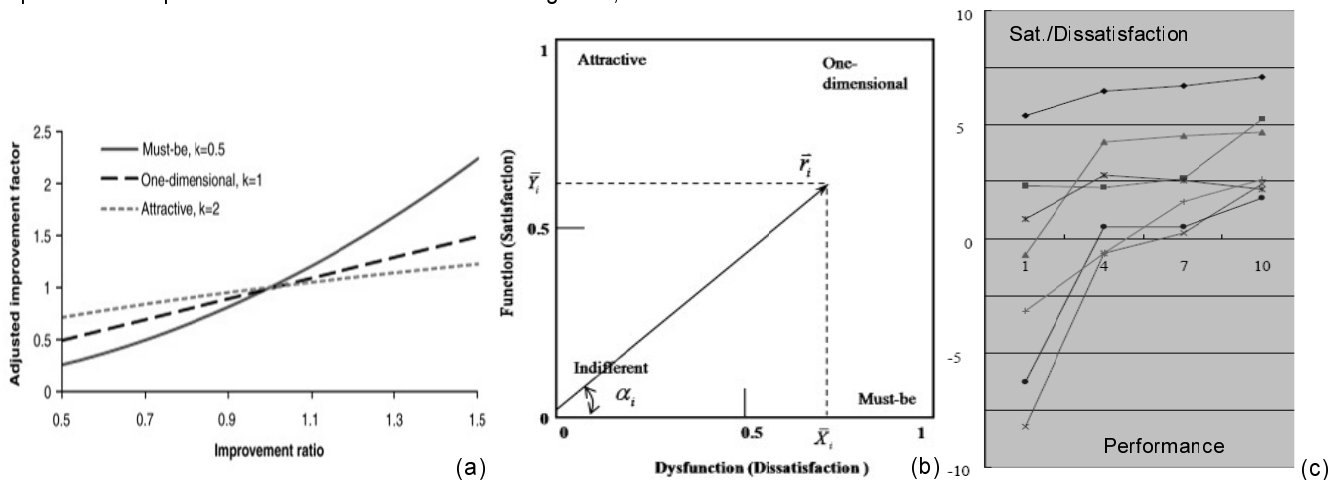 2.5
2
1.5
1
0.5
0
0.5
0.7
0.9
1.1
1.3
1.5
Adjusted improvement factor
Improvement ratio
Must-be, k=0.5
One-dimensional, k=1
Attractive, k=2
(a)
1
Attractive
One-
dimensional
r⃗i
Ȳi
0.5
Function (Satisfaction)
Indifferent
αi
Must-be
0
0
0.5
X̄i
1
Dysfunction (Dissatisfaction )
(b)
10
Sat./Dissatisfaction
5
0
1
4
7
10
-5
Performance
-10
(c)